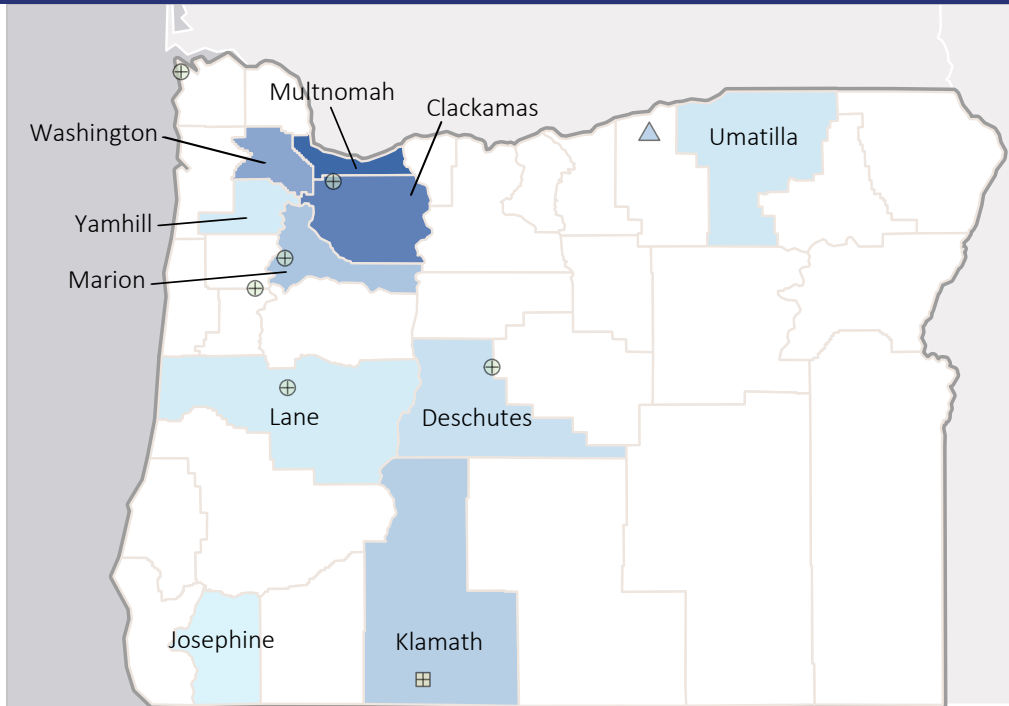 Multnomah
Clackamas
Washington
Umatilla
Yamhill
Marion
Lane
Deschutes
Josephine
Klamath